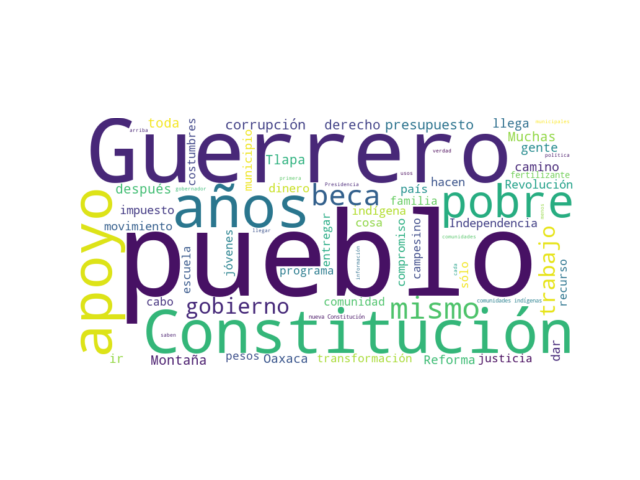 toda
corrupción
derecho
presupuesto
llega
arriba
costumbres
Guerrero
Muchas
gente
verdad
política
Tlapa
municipio
camino
usos
fertilizante
primera
después
gobernador
dinero
beca
Presidencia
país
hacen
Revolución
pobre
familia
años
impuesto
indígena
cosa
Independencia
movimiento
apoyo
pueblo
jóvenes
llegar
entregar
compromiso
campesino
comunidades
trabajo
escuela
programa
información
cada
sólo
recurso
cabo
gobierno
comunidad
mismo
comunidades indígenas
nueva Constitución
Constitución
saben
ir
Montaña
pesos
Oaxaca
transformación
Reforma
justicia
dar